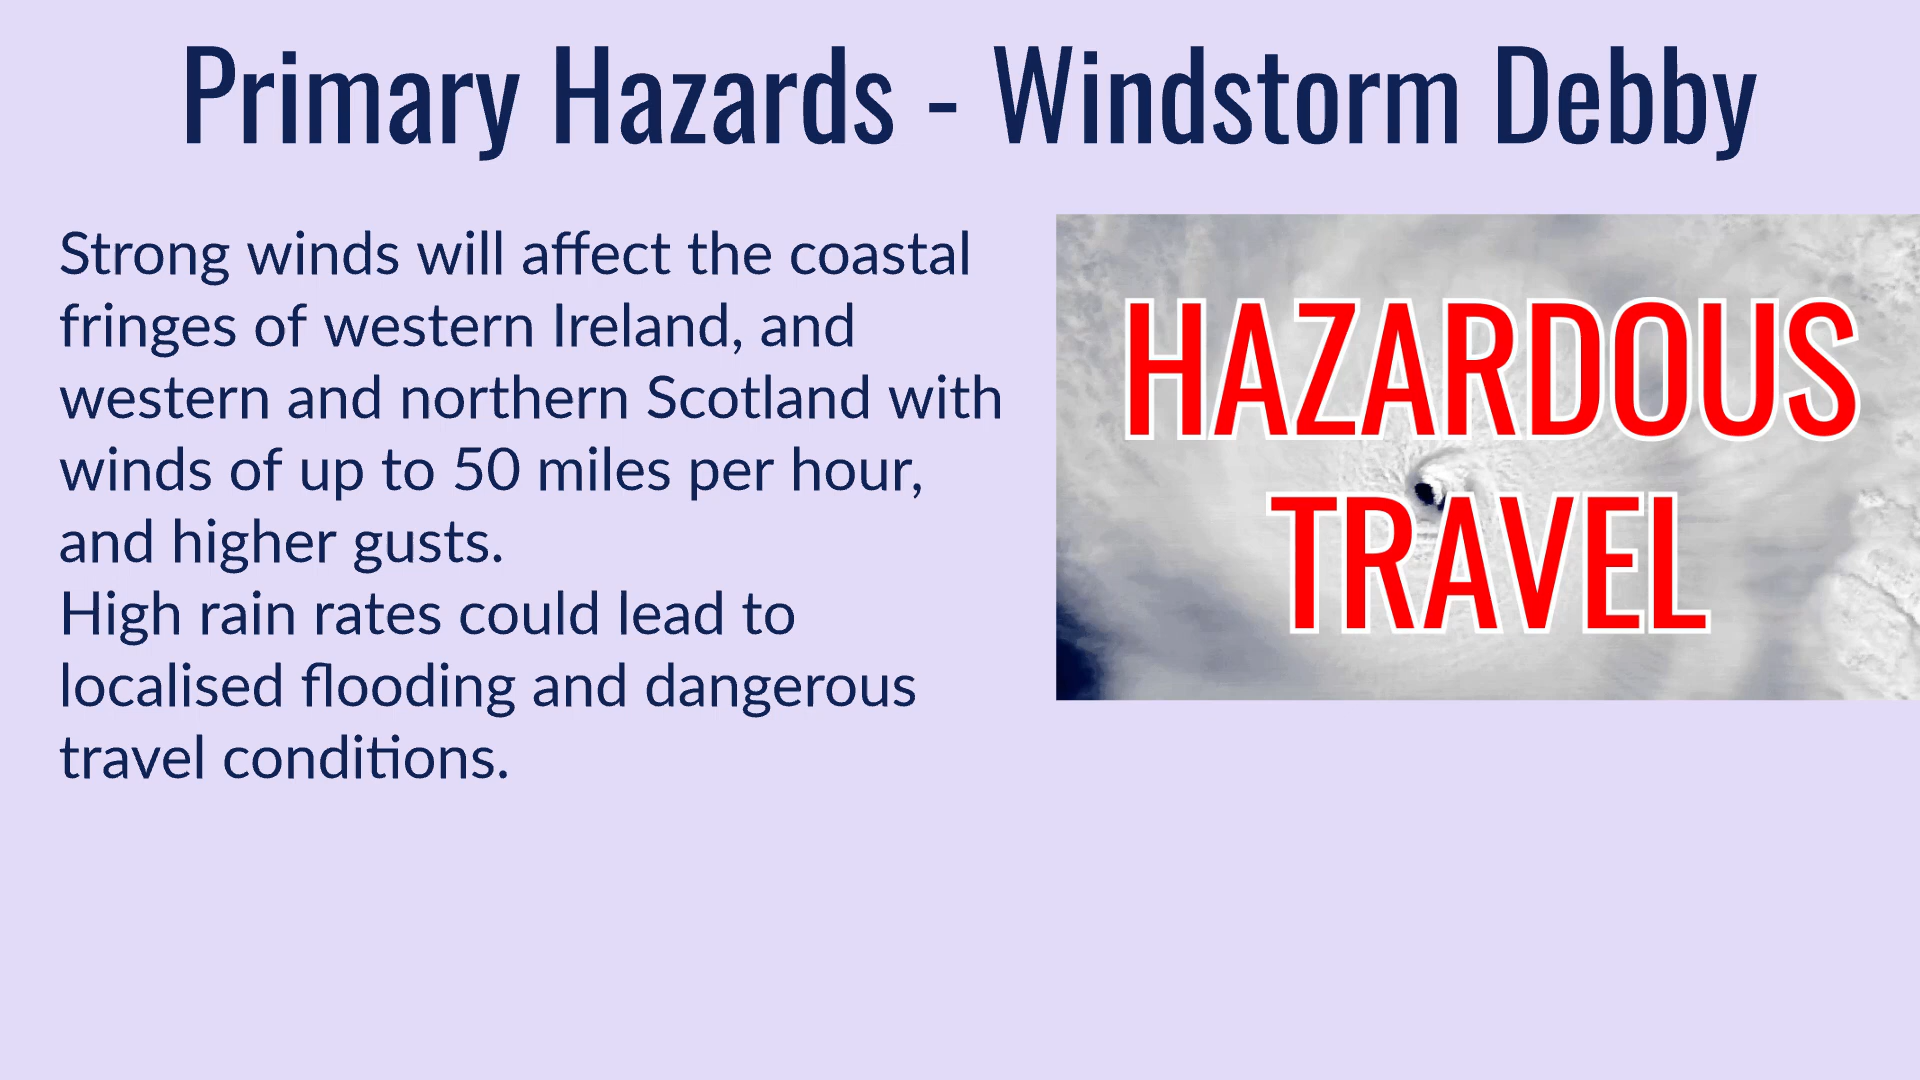 Primary Hazards - Windstorm Debby
Strong winds will affect the coastal
fringes of western Ireland, and
western and northern Scotland with
winds of up to 50 miles per hour,
and higher gusts.
High rain rates could lead to
localised flooding and dangerous
travel conditions.
HAZARDOUS
TRAVEL